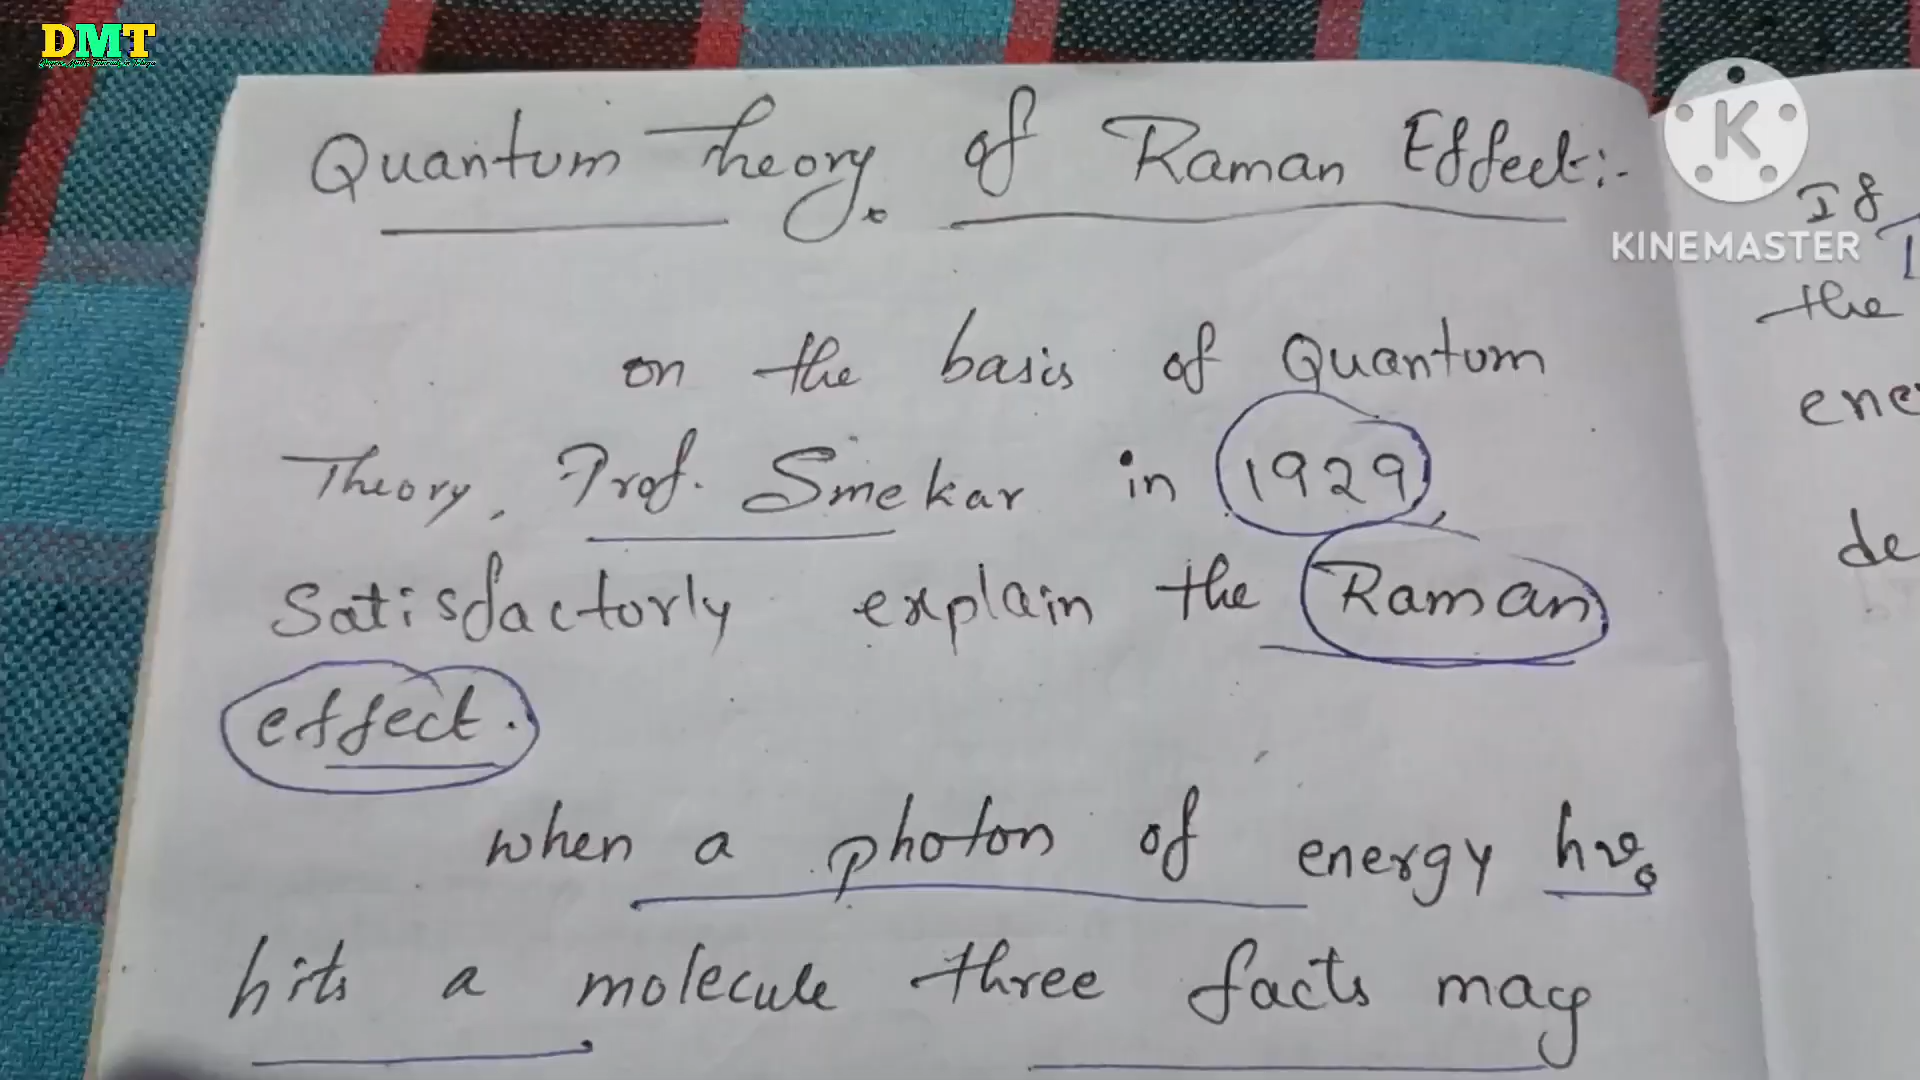 DMT
KINEMASTER
Quantum Theory of Raman Effect:-
on the basis of Quantum
Theory, Prof. Smekar in 1929,
Satisfactorly explain the Raman
effect.
when a photon of energy hν₀
hits a molecule three facts may
If
the
ene
de